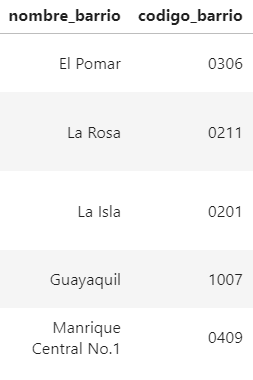 nombre_barrio codigo_barrio
El Pomar 0306
La Rosa 0211
La Isla 0201
Guayaquil 1007
Manrique
Central No.1 0409